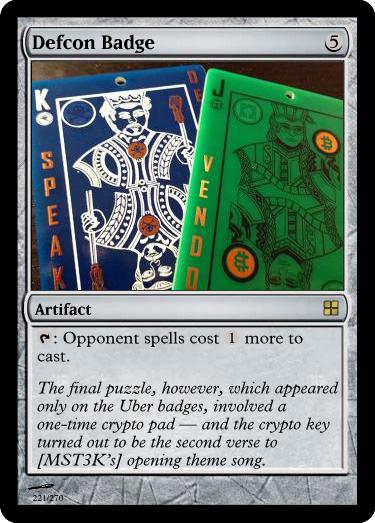 Defcon Badge 5
K
SPEAK
DE
J
VENDO
Artifact
: Opponent spells cost 1 more to
cast.
The final puzzle, however, which appeared
only on the Uber badges, involved a
one-time crypto pad — and the crypto key
turned out to be the second verse to
[MST3K's] opening theme song.
221/270